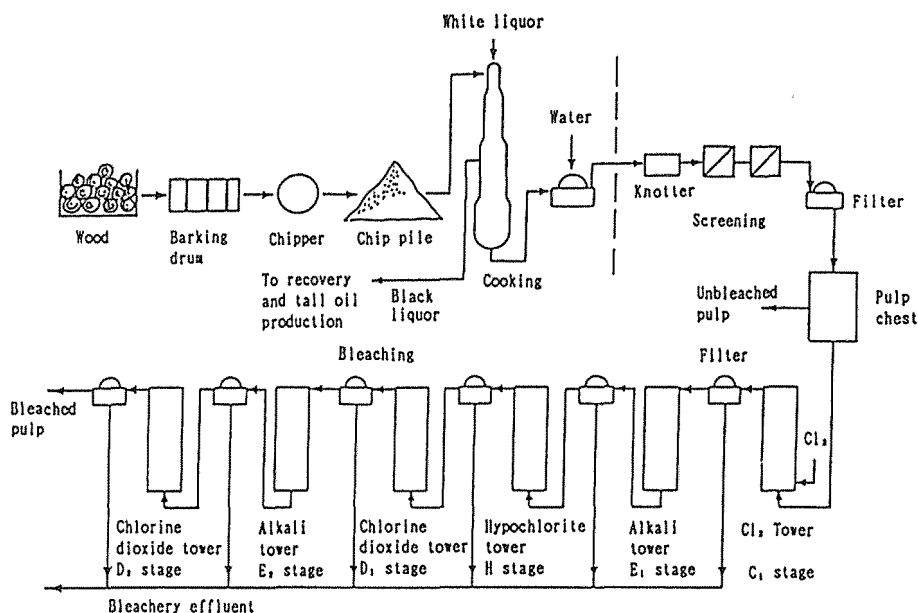 White liquor
Water
Knotter
Screening
Filter
Wood
Barking
drum
Chipper
Chip pile
Cooking
To recovery
and tall oil
production
Black
liquor
Unbleached
pulp
Pulp
chest
Bleaching
Filter
Bleached
pulp
Cl₂
Chlorine
dioxide tower
D₂ stage
Alkali
tower
E₂ stage
Chlorine
dioxide tower
D₁ stage
Hypochlorite
tower
H stage
Alkali
tower
E₁ stage
Cl₂ Tower
C₁ stage
Bleachery effluent